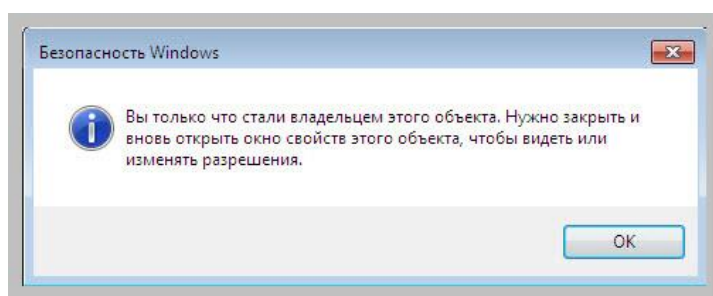 Безопасность Windows
Вы только что стали владельцем этого объекта. Нужно закрыть и
вновь открыть окно свойств этого объекта, чтобы видеть или
изменять разрешения.
OK